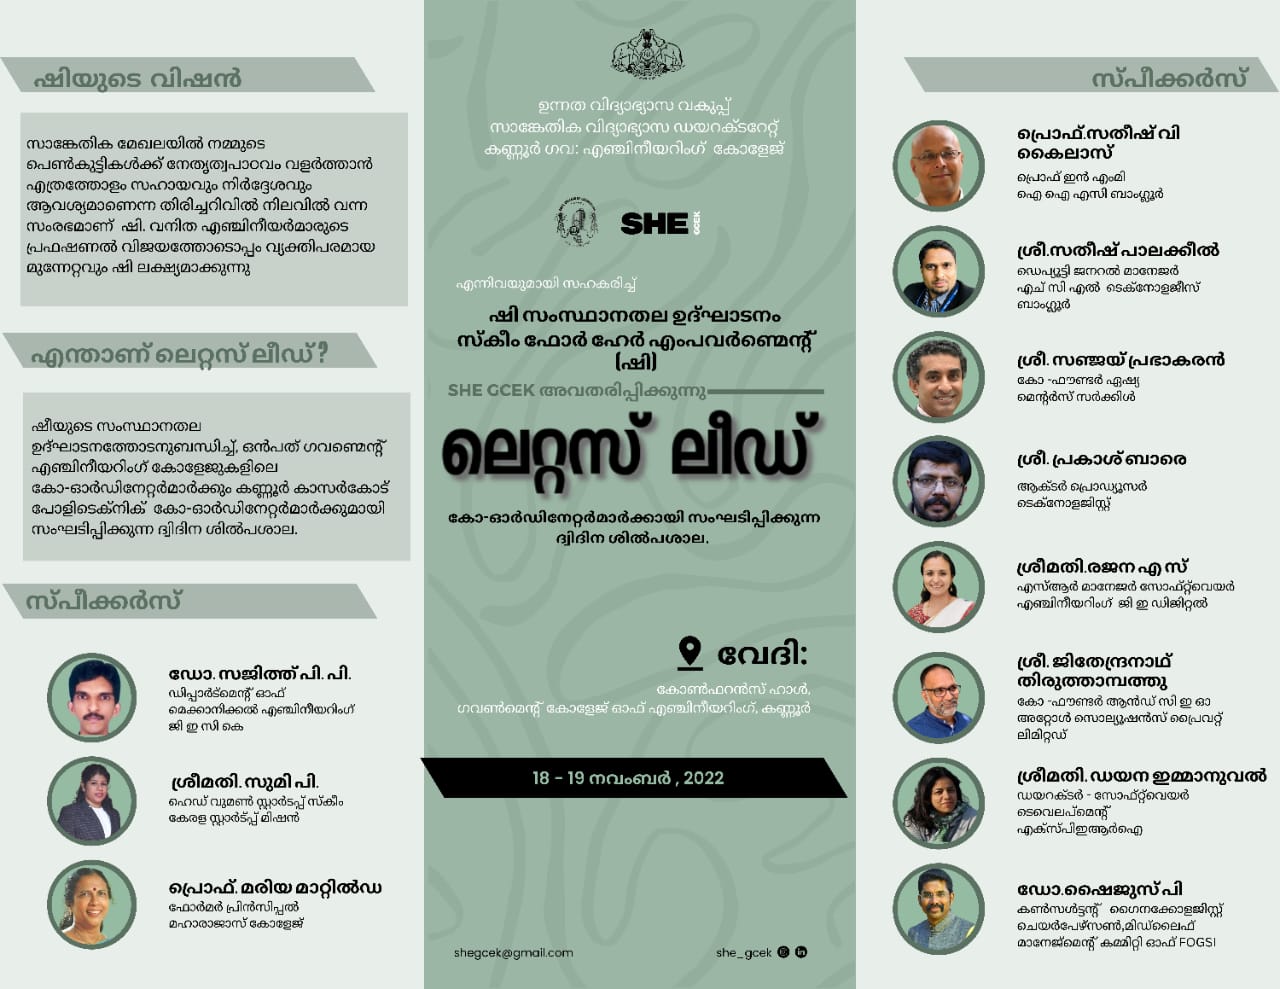 ഷിയുടെ വിഷൻ
സാങ്കേതിക മേഖലയിൽ നമ്മുടെ
പെൺകുട്ടികൾക്ക് നേതൃത്വപാഠവം വളർത്താൻ
എത്രത്തോളം സഹായവും നിർദ്ദേശവും
ആവശ്യമാണെന്ന തിരിച്ചറിവിൽ നിലവിൽ വന്ന
സംരഭമാണ് ഷി. വനിത എഞ്ചിനീയർമാരുടെ
പ്രഫഷണൽ വിജയത്തോടൊപ്പം വ്യക്തിപരമായ
മുന്നേറ്റവും ഷി ലക്ഷ്യമാക്കുന്നു
എന്താണ് ലെറ്റസ് ലീഡ്?
ഷീയുടെ സംസ്ഥാനതല
ഉദ്ഘാടനത്തോടനുബന്ധിച്ച്, ഒൻപത് ഗവണ്മെന്റ്
എഞ്ചിനീയറിംഗ് കോളേജുകളിലെ
കോ-ഓർഡിനേറ്റർമാർക്കും കണ്ണൂർ കാസർകോട്
പോളിടെക്നിക് കോ-ഓർഡിനേറ്റർമാർക്കുമായി
സംഘടിപ്പിക്കുന്ന ദ്വിദിന ശിൽപശാല.
സ്പീക്കർസ്
ഡോ. സജിത്ത് പി. പി.
ഡിപ്പാർട്മെന്റ് ഓഫ്
മെക്കാനിക്കൽ എഞ്ചിനീയറിംഗ്
ജി ഇ സി കെ
ശ്രീമതി. സുമി പി.
ഹെഡ് വുമൺ സ്റ്റാർടപ്പ് സ്കീം
കേരള സ്റ്റാർട്പ്പ് മിഷൻ
പ്രൊഫ്. മരിയ മാറ്റിൽഡ
ഫോർമർ പ്രിൻസിപ്പൽ
മഹാരാജാസ് കോളേജ്
ഉന്നത വിദ്യാഭ്യാസ വകുപ്പ്
സാങ്കേതിക വിദ്യാഭ്യാസ ഡയറക്ടറേറ്റ്
കണ്ണൂർ ഗവ: എഞ്ചിനീയറിംഗ് കോളേജ്
SHE GCEK
എന്നിവയുമായി സഹകരിച്ച്
ഷി സംസ്ഥാനതല ഉദ്ഘാടനം
സ്കീം ഫോർ ഹേർ എംപവർണ്മെന്റ്
(ഷി)
SHE GCEK അവതരിപ്പിക്കുന്നു
ലെറ്റസ് ലീഡ്
കോ-ഓർഡിനേറ്റർമാർക്കായി സംഘടിപ്പിക്കുന്ന
ദ്വിദിന ശിൽപശാല.
വേദി:
കോൺഫറൻസ് ഹാൾ,
ഗവൺമെന്റ് കോളേജ് ഓഫ് എഞ്ചിനീയറിംഗ്, കണ്ണൂർ
18 - 19 നവംബർ , 2022
shegcek@gmail.com
she_gcek
സ്പീക്കർസ്
പ്രൊഫ്.സതീഷ് വി
കൈലാസ്
പ്രൊഫ് ഇൻ എംമി
ഐ ഐ എസി ബാംഗ്ലൂർ
ശ്രീ.സതീഷ് പാലക്കീൽ
ഡെപ്യൂട്ടി ജനറൽ മാനേജർ
എച് സി എൽ ടെക്നോളജീസ്
ബാംഗ്ലൂർ
ശ്രീ. സഞ്ജയ് പ്രഭാകരൻ
കോ -ഫൗണ്ടർ ഏഷ്യ
മെന്റർസ് സർക്കിൾ
ശ്രീ. പ്രകാശ് ബാരെ
ആക്ടർ പ്രൊഡ്യൂസർ
ടെക്നോളജിസ്റ്റ്
ശ്രീമതി.രജന എ സ്
എസ്ആർ മാനേജർ സോഫ്റ്റ്‌വെയർ
എഞ്ചിനീയറിംഗ് ജി ഇ ഡിജിറ്റൽ
ശ്രീ. ജിതേന്ദ്രനാഥ്
തിരുത്താമ്പത്തു
കോ -ഫൗണ്ടർ ആൻഡ് സി ഇ ഓ
അറ്റോൾ സൊല്യൂഷൻസ് പ്രൈവറ്റ്
ലിമിറ്റഡ്
ശ്രീമതി. ഡയന ഇമ്മാനുവൽ
ഡയറക്ടർ - സോഫ്റ്റ്‌വെയർ
ടെവൈലപ്മെന്റ്
എക്സ്പിഇആർഐ
ഡോ.ഷൈജുസ് പി
കൺസൾട്ടന്റ് ഗൈനക്കോളജിസ്റ്റ്
ചെയർപേഴ്സൺ,മിഡ്ലൈഫ്
മാനേജ്മെന്റ് കമ്മിറ്റി ഓഫ് FOGSI